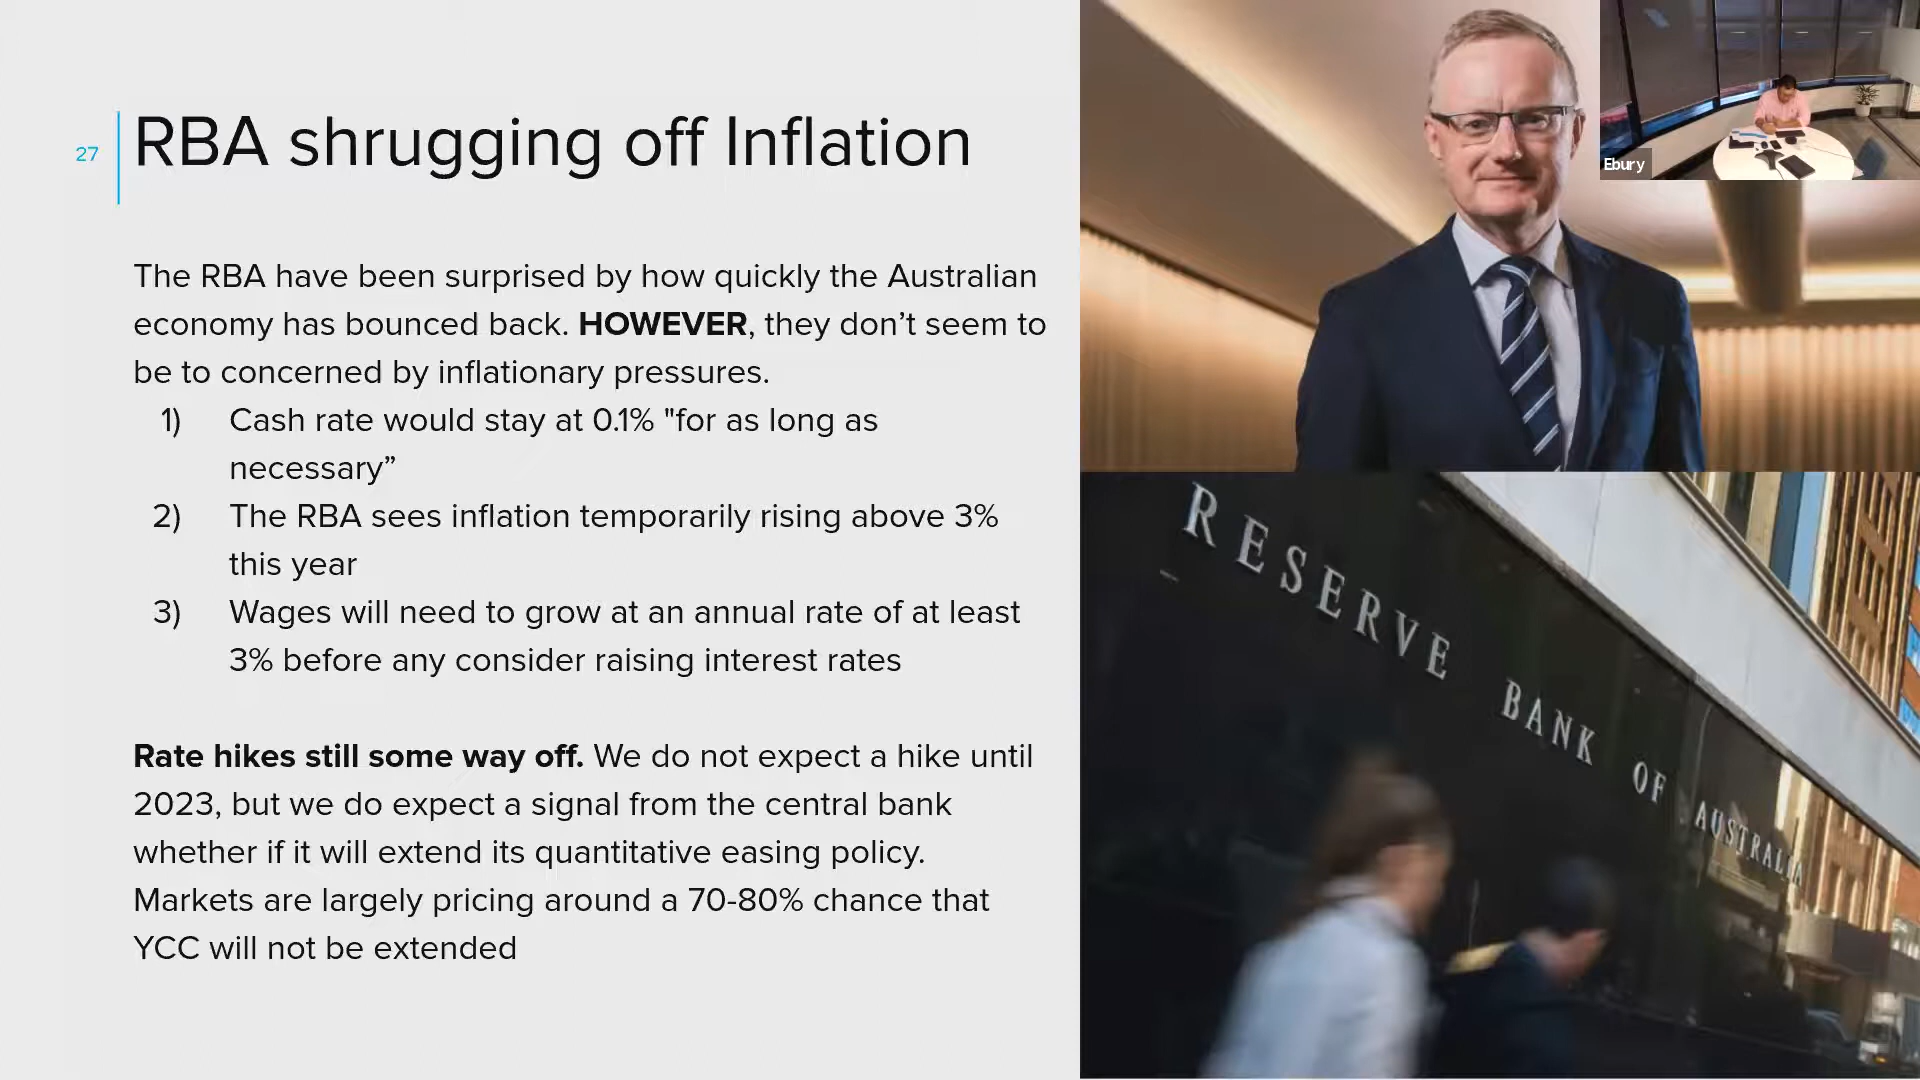 27
RBA shrugging off Inflation
The RBA have been surprised by how quickly the Australian
economy has bounced back. HOWEVER, they don’t seem to
be to concerned by inflationary pressures.
1) Cash rate would stay at 0.1% "for as long as
necessary”
2) The RBA sees inflation temporarily rising above 3%
this year
3) Wages will need to grow at an annual rate of at least
3% before any consider raising interest rates
Rate hikes still some way off. We do not expect a hike until
2023, but we do expect a signal from the central bank
whether if it will extend its quantitative easing policy.
Markets are largely pricing around a 70-80% chance that
YCC will not be extended
Ebury
RESERVE BANK OF AUSTRALIA